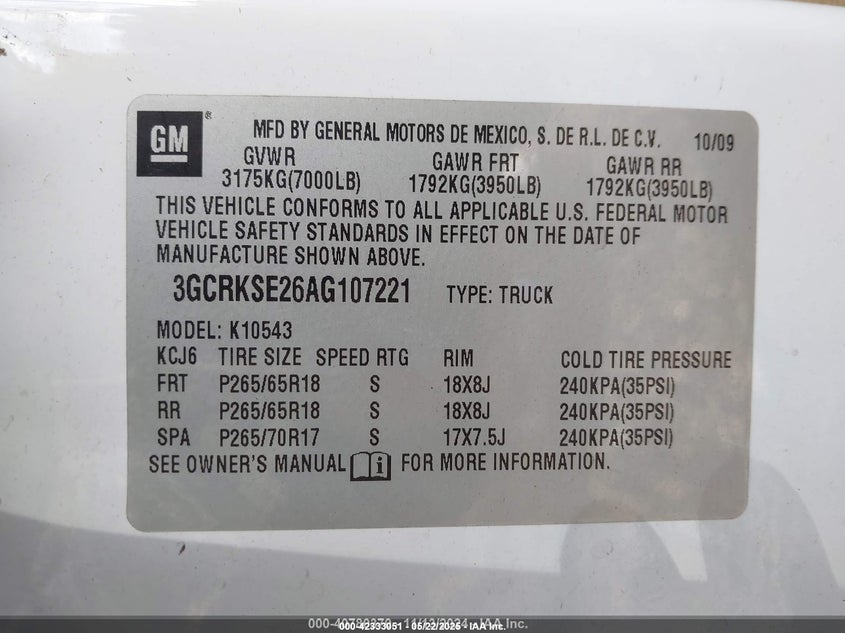 GM®
MFD BY GENERAL MOTORS DE MEXICO, S. DE R.L. DE C.V. 10/09
GVWR GAWR FRT GAWR RR
3175KG(7000LB) 1792KG(3950LB) 1792KG(3950LB)
THIS VEHICLE CONFORMS TO ALL APPLICABLE U.S. FEDERAL MOTOR
VEHICLE SAFETY STANDARDS IN EFFECT ON THE DATE OF
MANUFACTURE SHOWN ABOVE.
3GCRKSE26AG107221 TYPE: TRUCK
MODEL: K10543
KCJ6 TIRE SIZE SPEED RTG RIM COLD TIRE PRESSURE
FRT P265/65R18 S 18X8J 240KPA(35PSI)
RR P265/65R18 S 18X8J 240KPA(35PSI)
SPA P265/70R17 S 17X7.5J 240KPA(35PSI)
SEE OWNER'S MANUAL i FOR MORE INFORMATION.
IAA Inc.